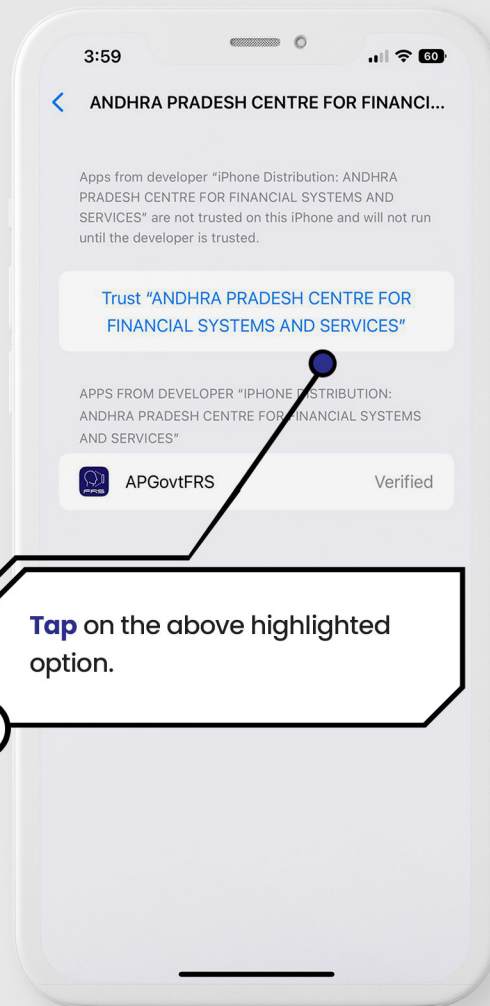 3:59
60
ANDHRA PRADESH CENTRE FOR FINANCI...
Apps from developer "iPhone Distribution: ANDHRA
PRADESH CENTRE FOR FINANCIAL SYSTEMS AND
SERVICES" are not trusted on this iPhone and will not run
until the developer is trusted.
Trust "ANDHRA PRADESH CENTRE FOR
FINANCIAL SYSTEMS AND SERVICES"
APPS FROM DEVELOPER "IPHONE DISTRIBUTION:
ANDHRA PRADESH CENTRE FOR FINANCIAL SYSTEMS
AND SERVICES"
FRS
APGovtFRS Verified
Tap on the above highlighted
option.